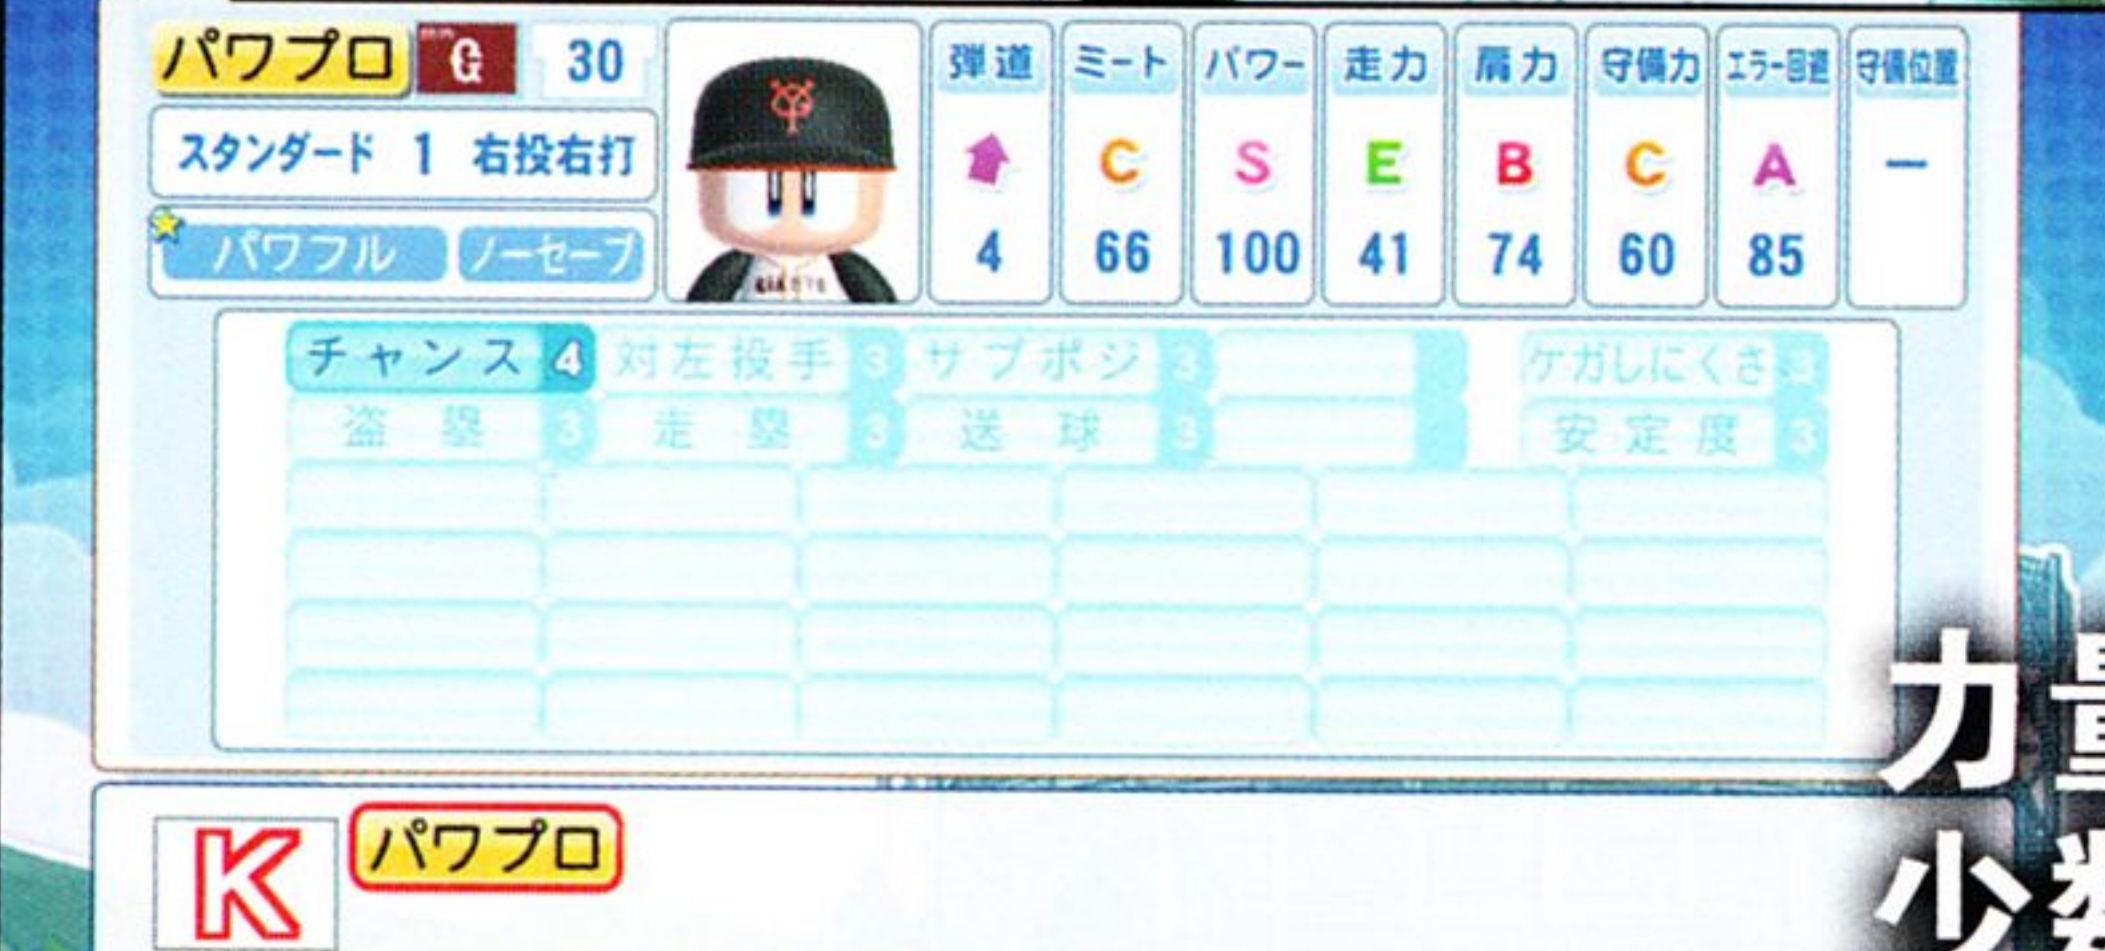 パワプロ G 30
弾道 ミート パワー 走力 肩力 守備力 エラー回避 守備位置
スタンダード 1 右投右打
C S E B C A ー
パワフル ノーセーブ
4 66 100 41 74 60 85
チャンス 4 対左投手 3 サブポジ 3 ケガしにくさ 3
盗塁 3 走塁 3 送球 3 安定度 3
力量
少数
K パワプロ